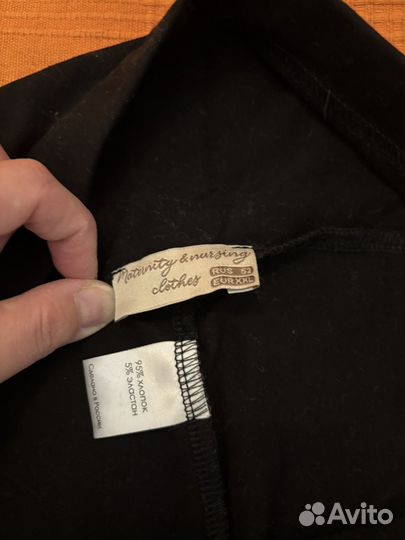 Maternity & nursing
clothes
RUS 52
EUR XXL
95% ХЛОПОК
5% ЭЛАСТАН
СДЕЛАНО В РОССИИ
Avito